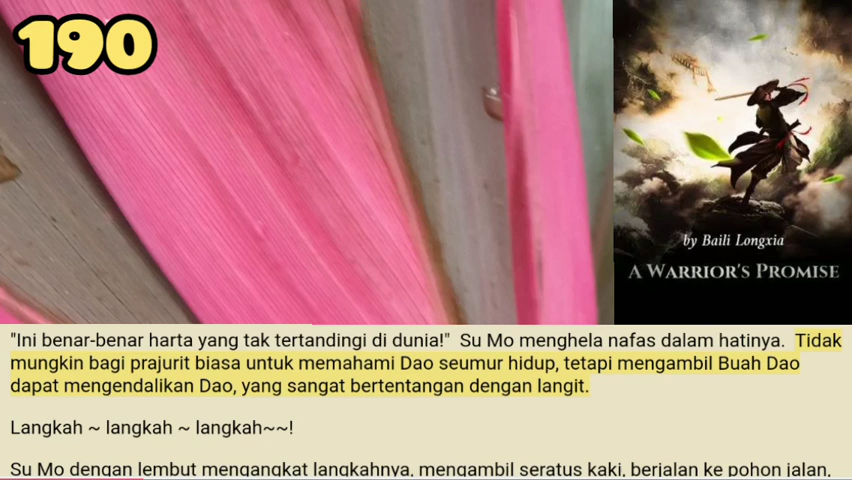 190
by Baili Longxia
A WARRIOR'S PROMISE
"Ini benar-benar harta yang tak tertandingi di dunia!"  Su Mo menghela nafas dalam hatinya.  Tidak
mungkin bagi prajurit biasa untuk memahami Dao seumur hidup, tetapi mengambil Buah Dao
dapat mengendalikan Dao, yang sangat bertentangan dengan langit.
Langkah ~ langkah ~ langkah~~!
Su Mo dengan lembut mengangkat langkahnya, mengambil seratus kaki, berjalan ke pohon jalan,